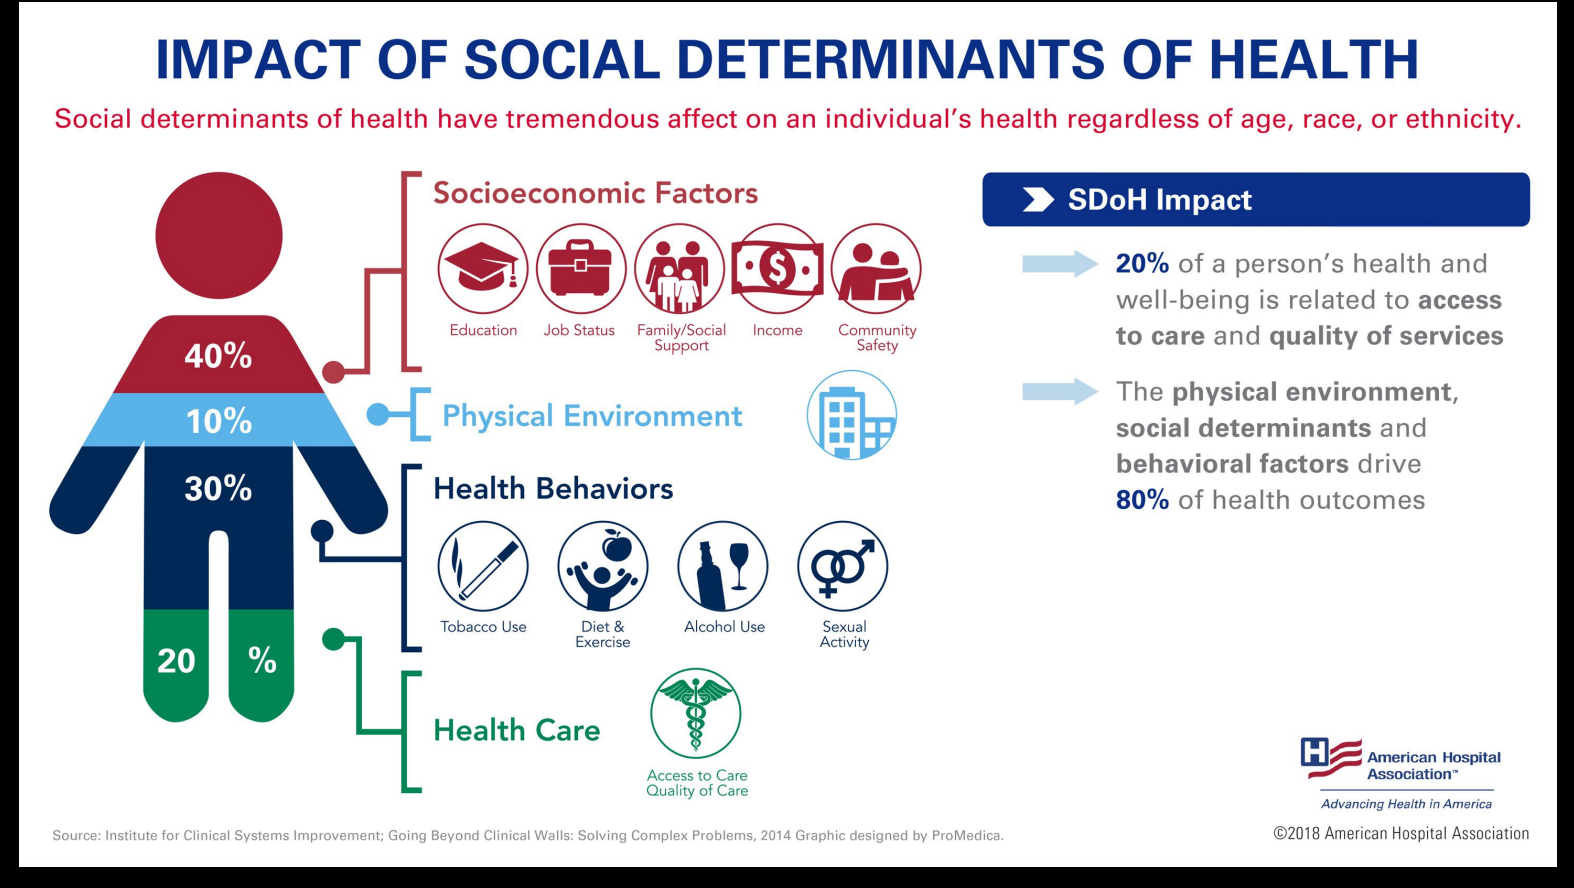 IMPACT OF SOCIAL DETERMINANTS OF HEALTH
Social determinants of health have tremendous affect on an individual's health regardless of age, race, or ethnicity.
40%
10%
30%
20 %
Socioeconomic Factors
$
Education
Job Status
Family/Social
Support
Income
Community
Safety
Physical Environment
Health Behaviors
Tobacco Use
Diet &
Exercise
Alcohol Use
Sexual
Activity
Health Care
Access to Care
Quality of Care
SDoH Impact
20% of a person's health and
well-being is related to access
to care and quality of services
The physical environment,
social determinants and
behavioral factors drive
80% of health outcomes
H
American Hospital
Association™
Advancing Health in America
Source: Institute for Clinical Systems Improvement; Going Beyond Clinical Walls: Solving Complex Problems, 2014 Graphic designed by ProMedica.
©2018 American Hospital Association